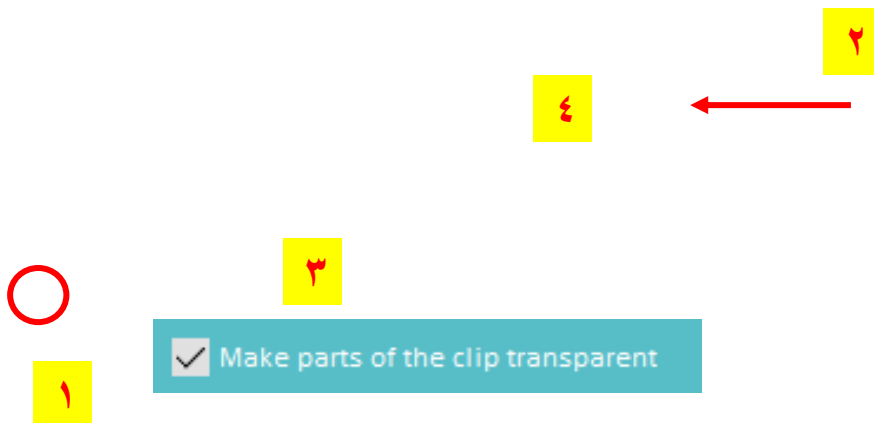 ٢
٤
٣
Make parts of the clip transparent
١